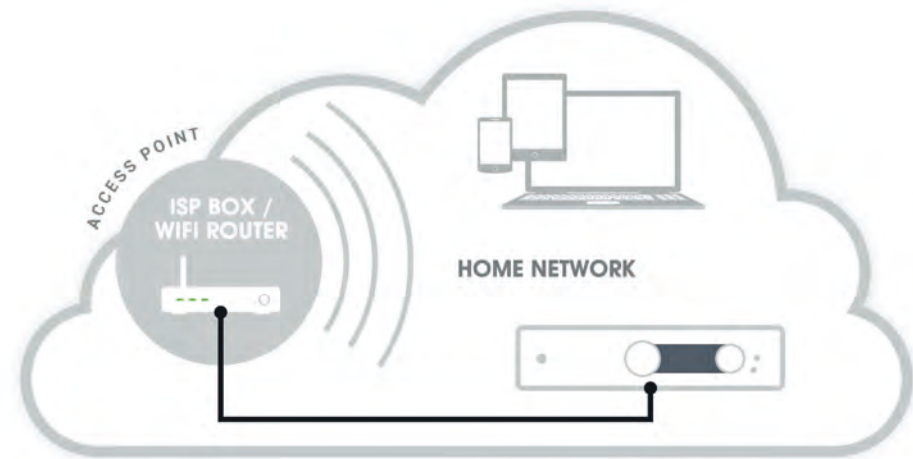 ACCESS POINT
ISP BOX /
WIFI ROUTER
HOME NETWORK